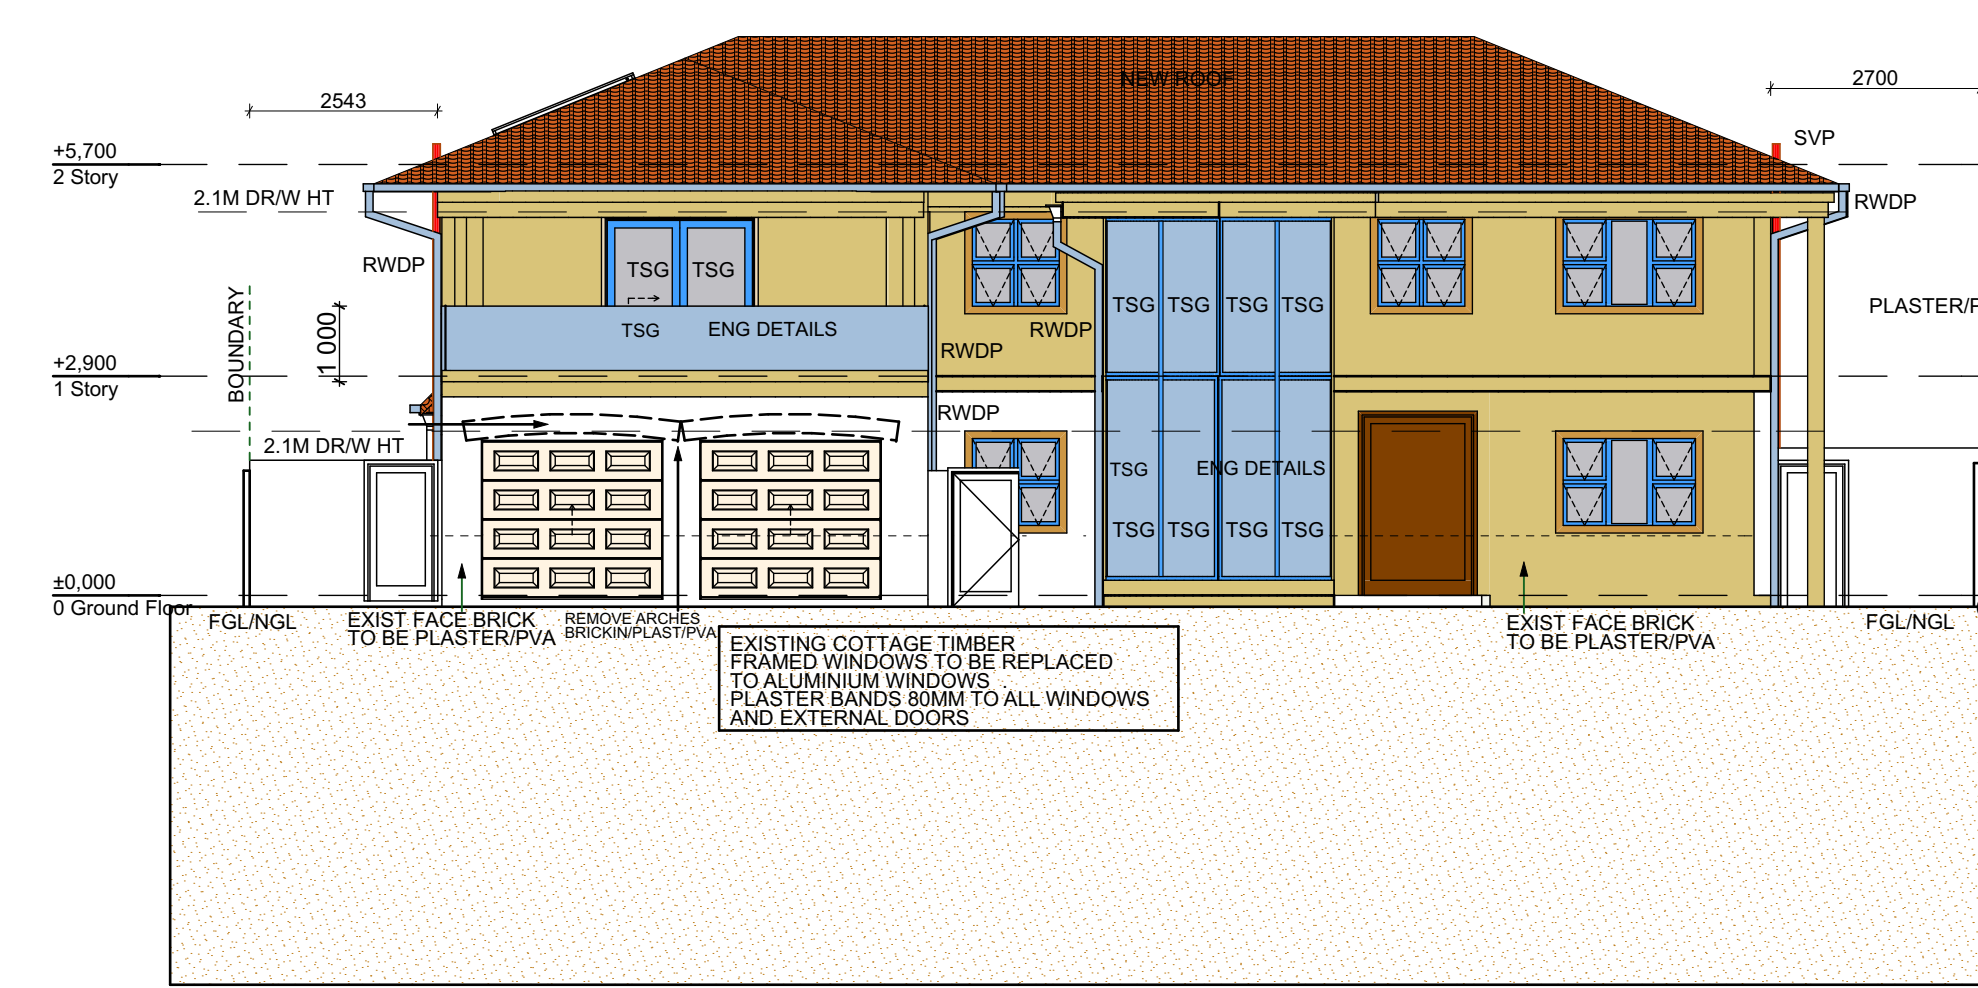 NEW ROOF
2543
2700
SVP
+5,700
2 Story
2.1M DR/W HT
RWDP
RWDP
TSG TSG
TSG ENG DETAILS
BOUNDARY
1 000
RWDP
RWDP
TSG TSG TSG TSG
PLASTER/F
+2,900
1 Story
RWDP
2.1M DR/W HT
TSG ENG DETAILS
TSG TSG TSG TSG
±0,000
0 Ground Floor
FGL/NGL
EXIST FACE BRICK
TO BE PLASTER/PVA
REMOVE ARCHES
BRICKIN/PLAST/PVA
EXISTING COTTAGE TIMBER
FRAMED WINDOWS TO BE REPLACED
TO ALUMINIUM WINDOWS
PLASTER BANDS 80MM TO ALL WINDOWS
AND EXTERNAL DOORS
EXIST FACE BRICK
TO BE PLASTER/PVA
FGL/NGL